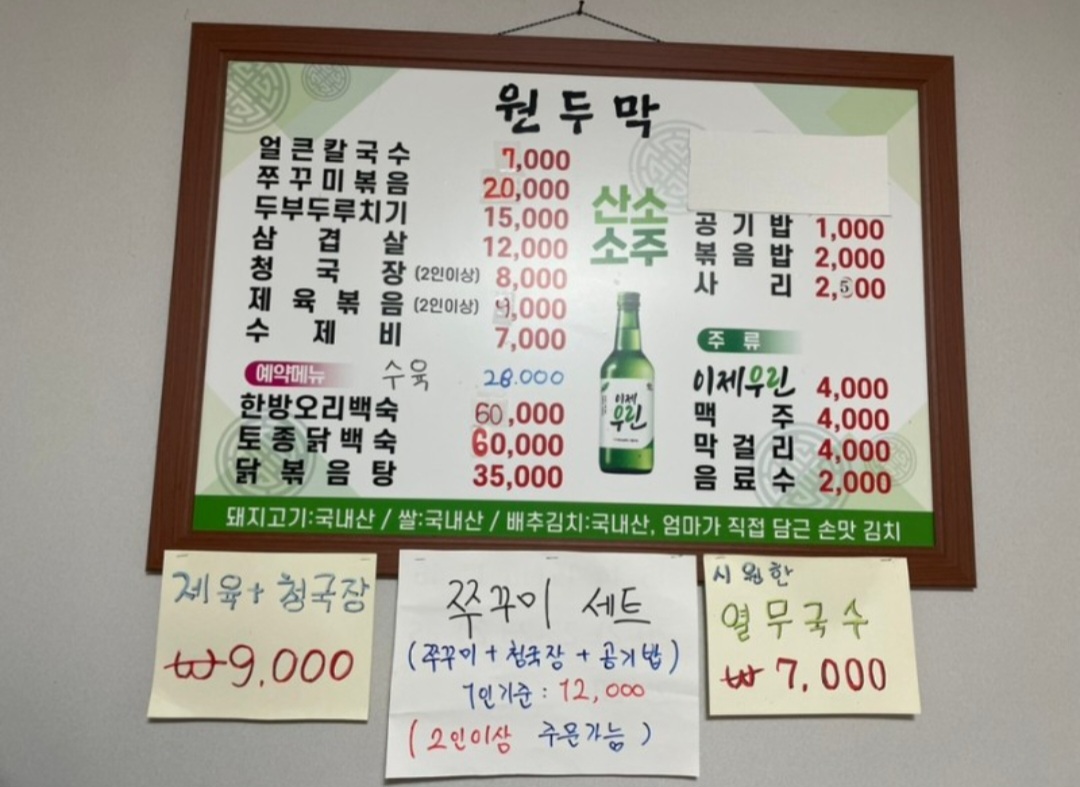 원두막
얼큰칼국수 7,000
쭈꾸미볶음 20,000
두부두루치기 15,000
삼겹살 12,000
청국장 (2인이상) 8,000
제육볶음 (2인이상) 9,000
수제비 7,000
예약메뉴 수육 28.000
한방오리백숙 60,000
토종닭백숙 60,000
닭볶음탕 35,000
산소
소주
이제
우린
공기밥 1,000
볶음밥 2,000
사리 2,500
주류
이제우린 4,000
맥주 4,000
막걸리 4,000
음료수 2,000
돼지고기:국내산 / 쌀:국내산 / 배추김치:국내산, 엄마가 직접 담근 손맛 김치
제육+청국장
₩9.000
쭈꾸미 세트
(쭈꾸미+청국장+공기밥)
1인기준 : 12,000
(2인이상 주문가능)
시원한
열무국수
₩7,000